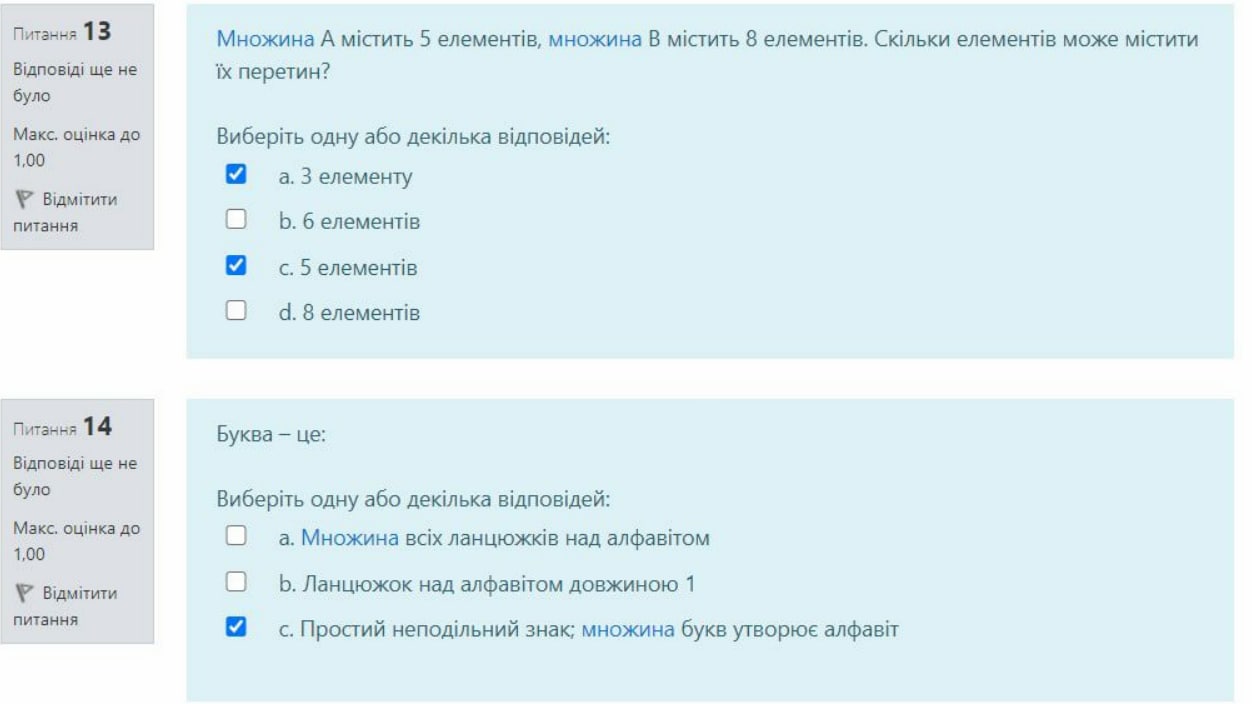 Питання 13
Відповіді ще не
було
Макс. оцінка до
1,00
Відмітити
питання
Множина А містить 5 елементів, множина В містить 8 елементів. Скільки елементів може містити
їх перетин?
Виберіть одну або декілька відповідей:
a. 3 елементу
b. 6 елементів
c. 5 елементів
d. 8 елементів
Питання 14
Відповіді ще не
було
Макс. оцінка до
1,00
Відмітити
питання
Буква – це:
Виберіть одну або декілька відповідей:
a. Множина всіх ланцюжків над алфавітом
b. Ланцюжок над алфавітом довжиною 1
c. Простий неподільний знак; множина букв утворює алфавіт